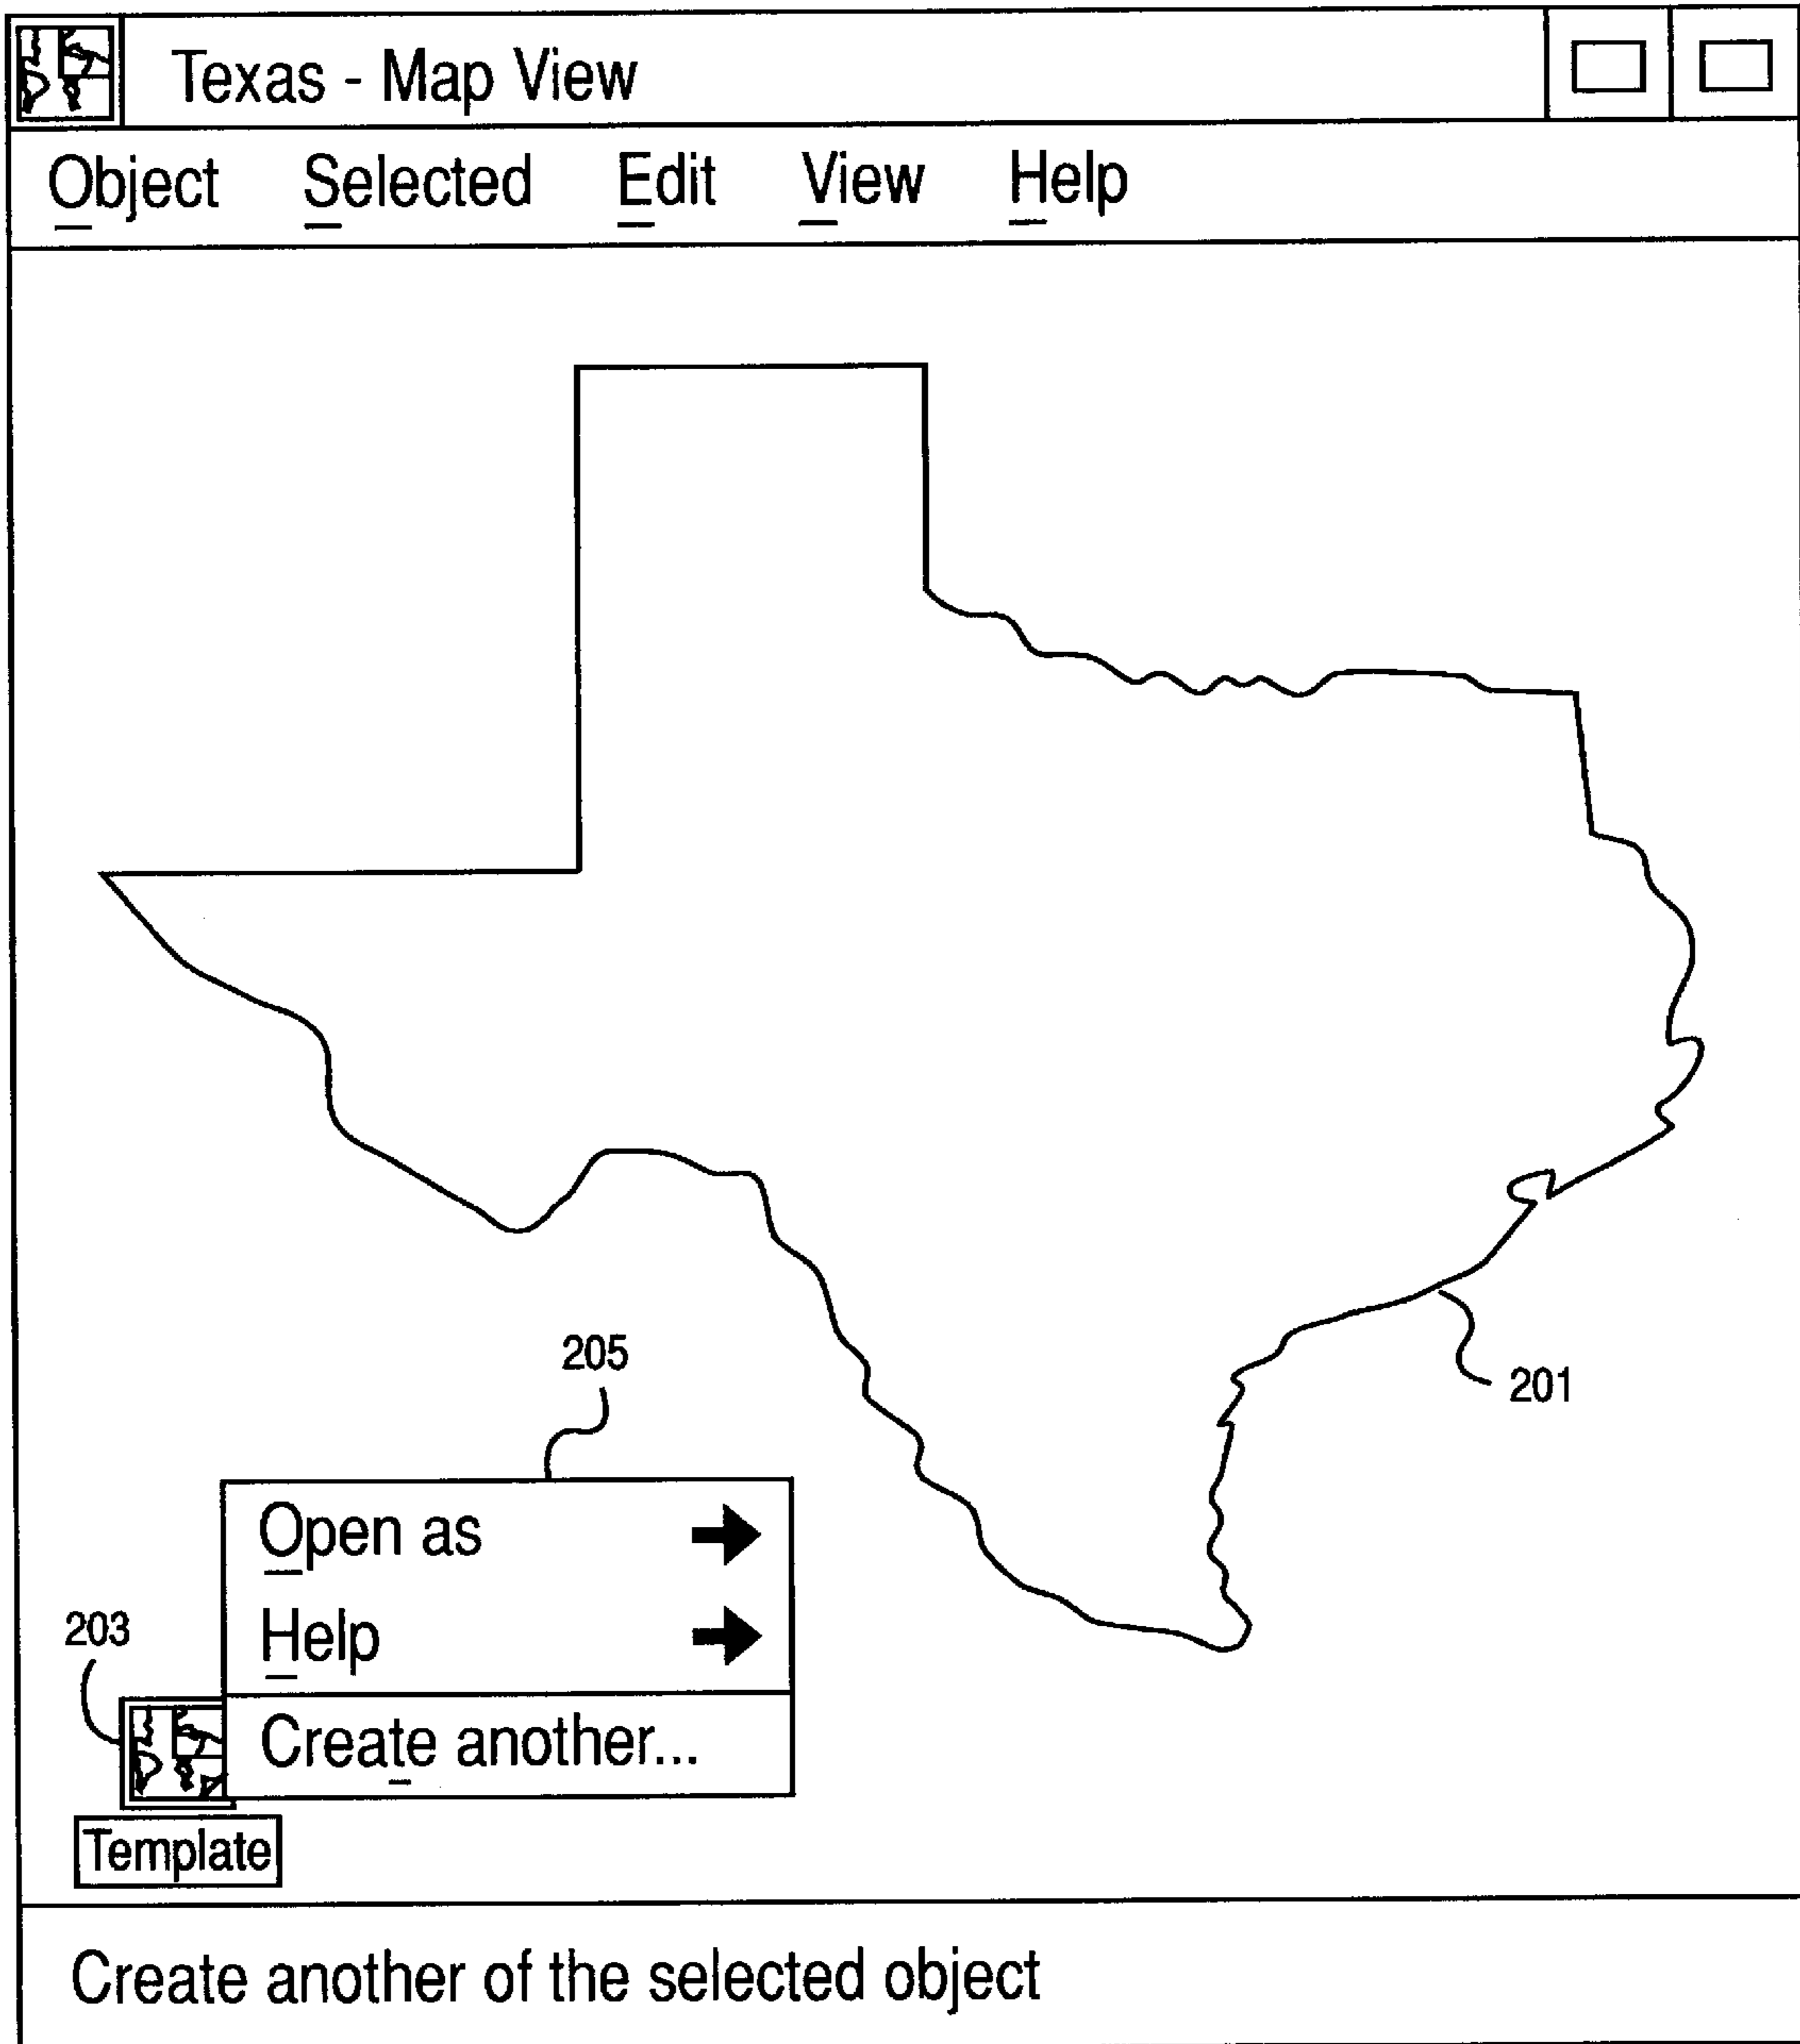 Texas - Map View
Object Selected Edit View Help
205
201
Open as
Help
203
Create another...
Template
Create another of the selected object